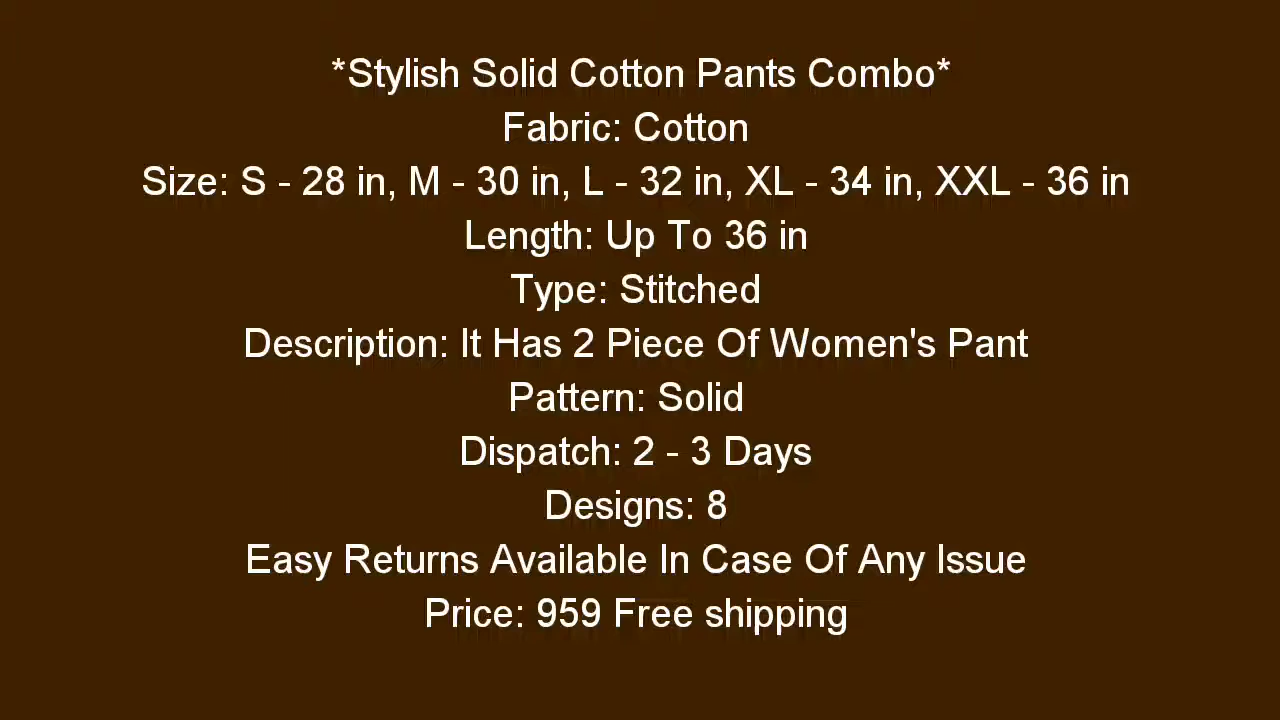 *Stylish Solid Cotton Pants Combo*
Fabric: Cotton
Size: S - 28 in, M - 30 in, L - 32 in, XL - 34 in, XXL - 36 in
Length: Up To 36 in
Type: Stitched
Description: It Has 2 Piece Of Women's Pant
Pattern: Solid
Dispatch: 2 - 3 Days
Designs: 8
Easy Returns Available In Case Of Any Issue
Price: 959 Free shipping